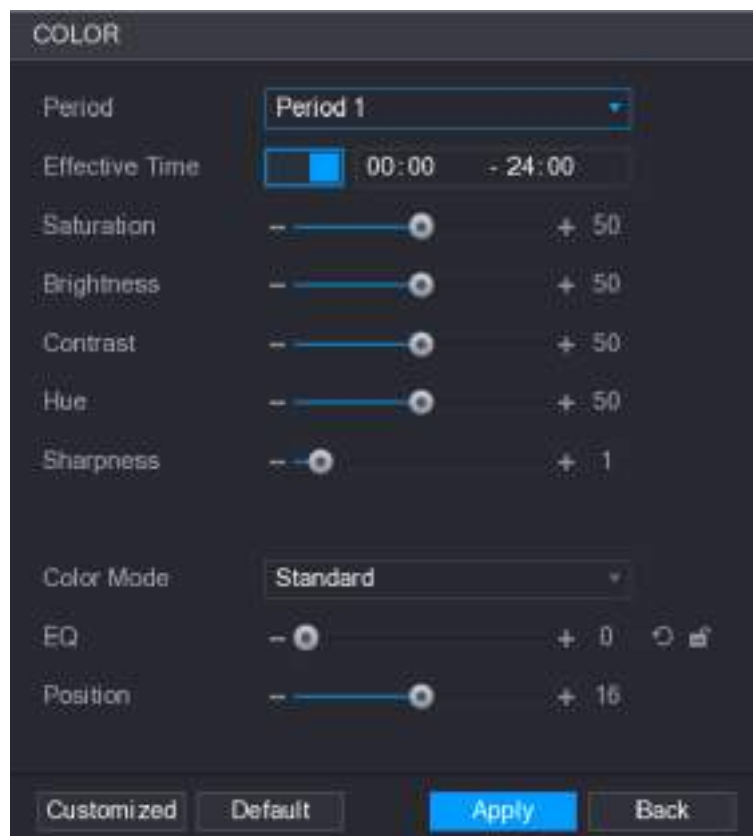 COLOR
Period Period 1
Effective Time 00:00 - 24:00
Saturation - + 50
Brightness - + 50
Contrast - + 50
Hue - + 50
Sharpness - + 1
Color Mode Standard
EQ - + 0
Position - + 16
Customized Default Apply Back